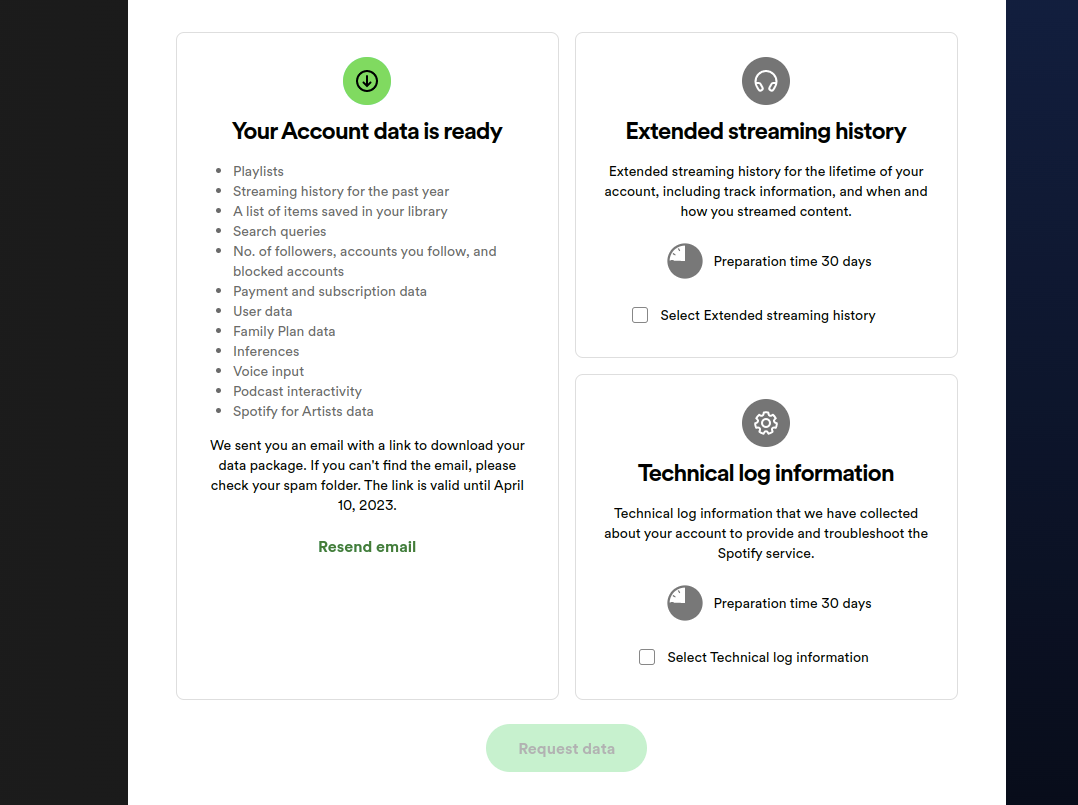 Your Account data is ready
Playlists
Streaming history for the past year
A list of items saved in your library
Search queries
No. of followers, accounts you follow, and
blocked accounts
Payment and subscription data
User data
Family Plan data
Inferences
Voice input
Podcast interactivity
Spotify for Artists data
We sent you an email with a link to download your
data package. If you can't find the email, please
check your spam folder. The link is valid until April
10, 2023.
Resend email
Extended streaming history
Extended streaming history for the lifetime of your
account, including track information, and when and
how you streamed content.
Preparation time 30 days
Select Extended streaming history
Technical log information
Technical log information that we have collected
about your account to provide and troubleshoot the
Spotify service.
Preparation time 30 days
Select Technical log information
Request data